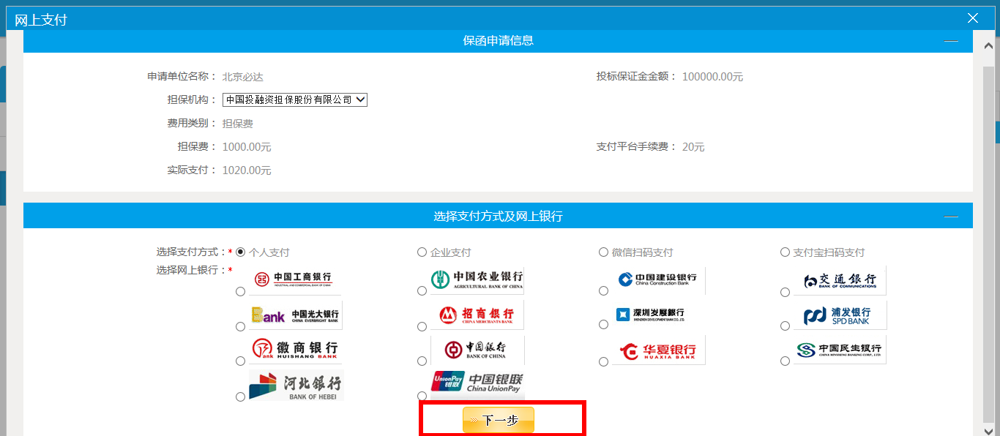 网上支付
保函申请信息
申请单位名称： 北京必达 投标保证金金额： 100000.00元
担保机构： 中国投融资担保股份有限公司
费用类别： 担保费
担保费： 1000.00元 支付平台手续费： 20元
实际支付： 1020.00元
选择支付方式及网上银行
选择支付方式：* 个人支付 企业支付 微信扫码支付 支付宝扫码支付
选择网上银行：*
中国工商银行 中国农业银行 中国建设银行 交通银行
INDUSTRIAL AND COMMERCIAL BANK OF CHINA AGRICULTURAL BANK OF CHINA China Construction Bank BANK OF COMMUNICATIONS
Bank 中国光大银行 招商银行 深圳发展銀行 浦发银行
CHINA EVERBRIGHT BANK CHINA MERCHANTS BANK SHENZHEN DEVELOPMENT BANK CO., LTD. SPD BANK
徽商银行 中国银行 华夏银行 中国民生银行
ank HUISHANG BANK BANK OF CHINA HUAXIA BANK CHINA MINSHENG BANKING CORP., LTD.
河北银行 UnionPay 银联 中国银联
BANK OF HEBEI China UnionPay
下一步